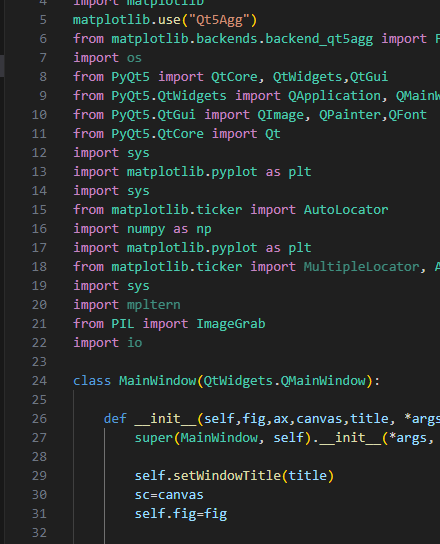 4 import matplotlib
5 matplotlib.use("Qt5Agg")
6 from matplotlib.backends.backend_qt5agg import
7 import os
8 from PyQt5 import QtCore, QtWidgets,QtGui
9 from PyQt5.QtWidgets import QApplication,
10 from PyQt5.QtGui import QImage, QPainter,QFont
11 from PyQt5.QtCore import Qt
12 import sys
13 import matplotlib.pyplot as plt
14 import sys
15 from matplotlib.ticker import AutoLocator
16 import numpy as np
17 import matplotlib.pyplot as plt
18 from matplotlib.ticker import MultipleLocator,
19 import sys
20 import mpltern
21 from PIL import ImageGrab
22 import io
23
24 class MainWindow(QtWidgets.QMainWindow):
25
26 def __init__(self,fig,ax,canvas,title, *args
27 super(MainWindow, self).__init__(*args,
28
29 self.setWindowTitle(title)
30 sc=canvas
31 self.fig=fig
32